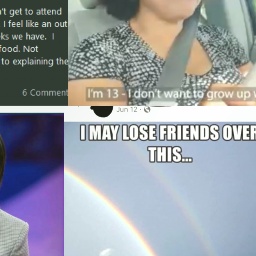 't get to attend
I feel like an out
ks we have. I
food. Not
to explaining the
6 Comment
I'm 13 - I don't want to grow up
Jun 12
I MAY LOSE FRIENDS OVER
THIS...